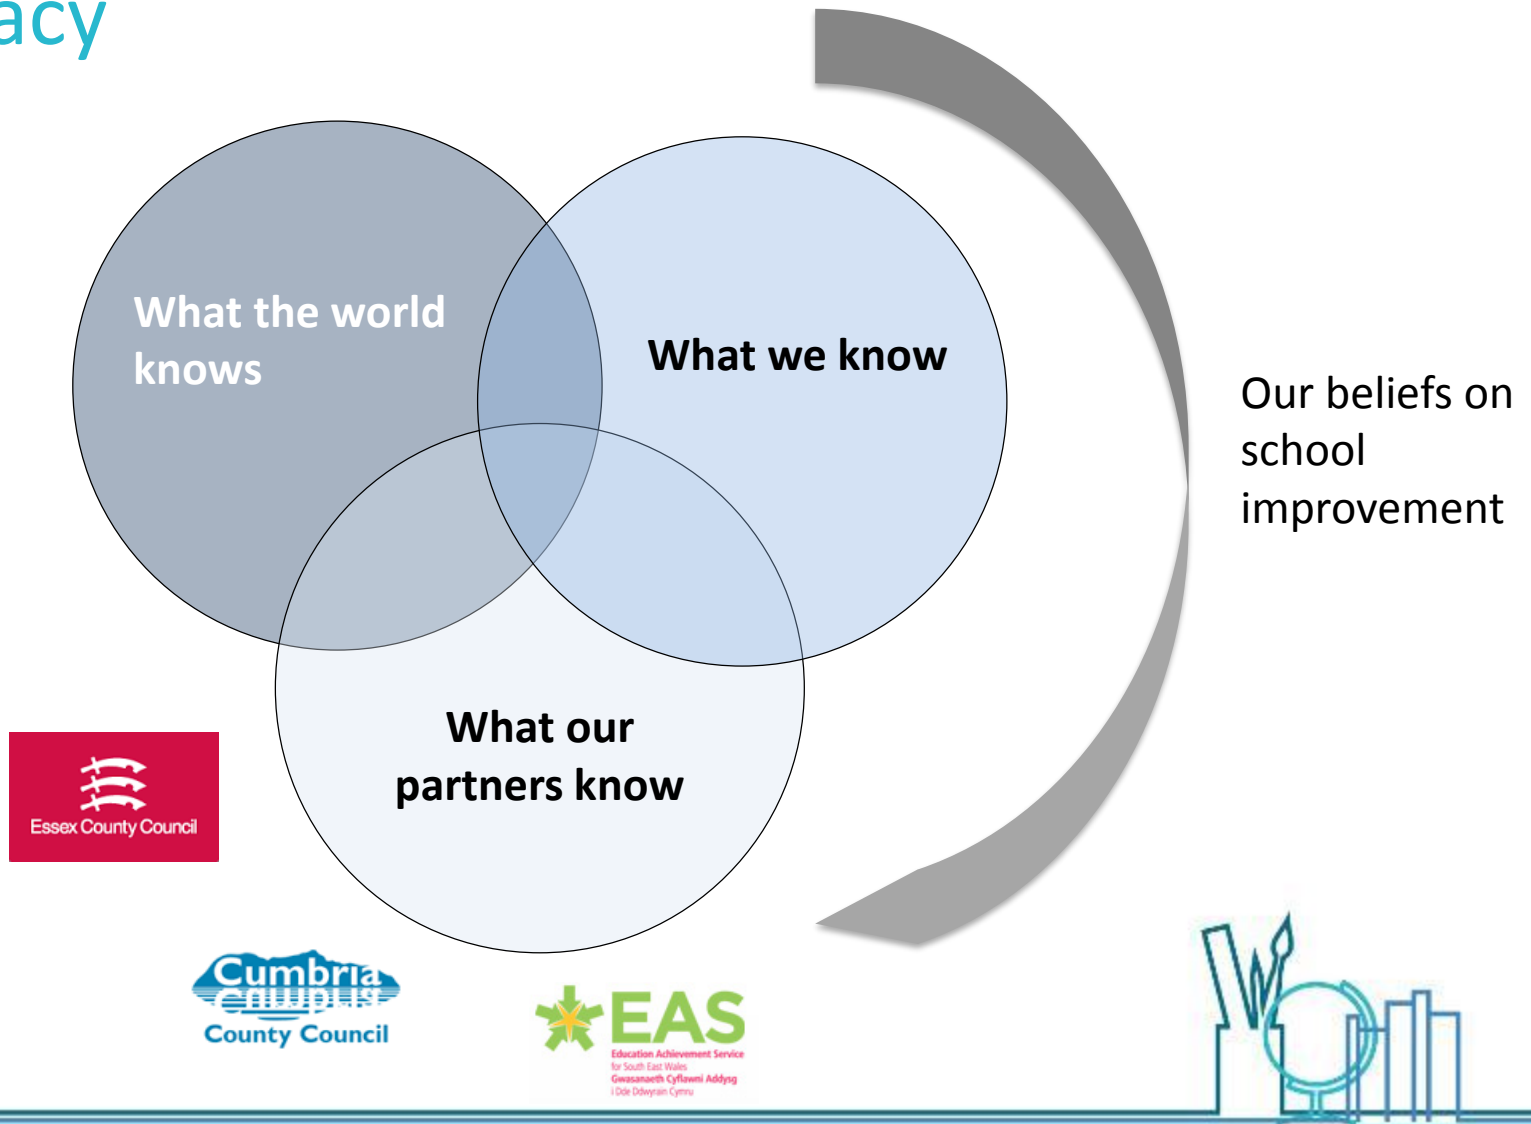 acy
What the world
knows
What we know
Our beliefs on
school
improvement
What our
partners know
Essex County Council
Cumbria
County Council
EAS
Education Achievement Service
for South East Wales
Gwasanaeth Cyflawni Addysg
i Dde Ddwyrain Cymru